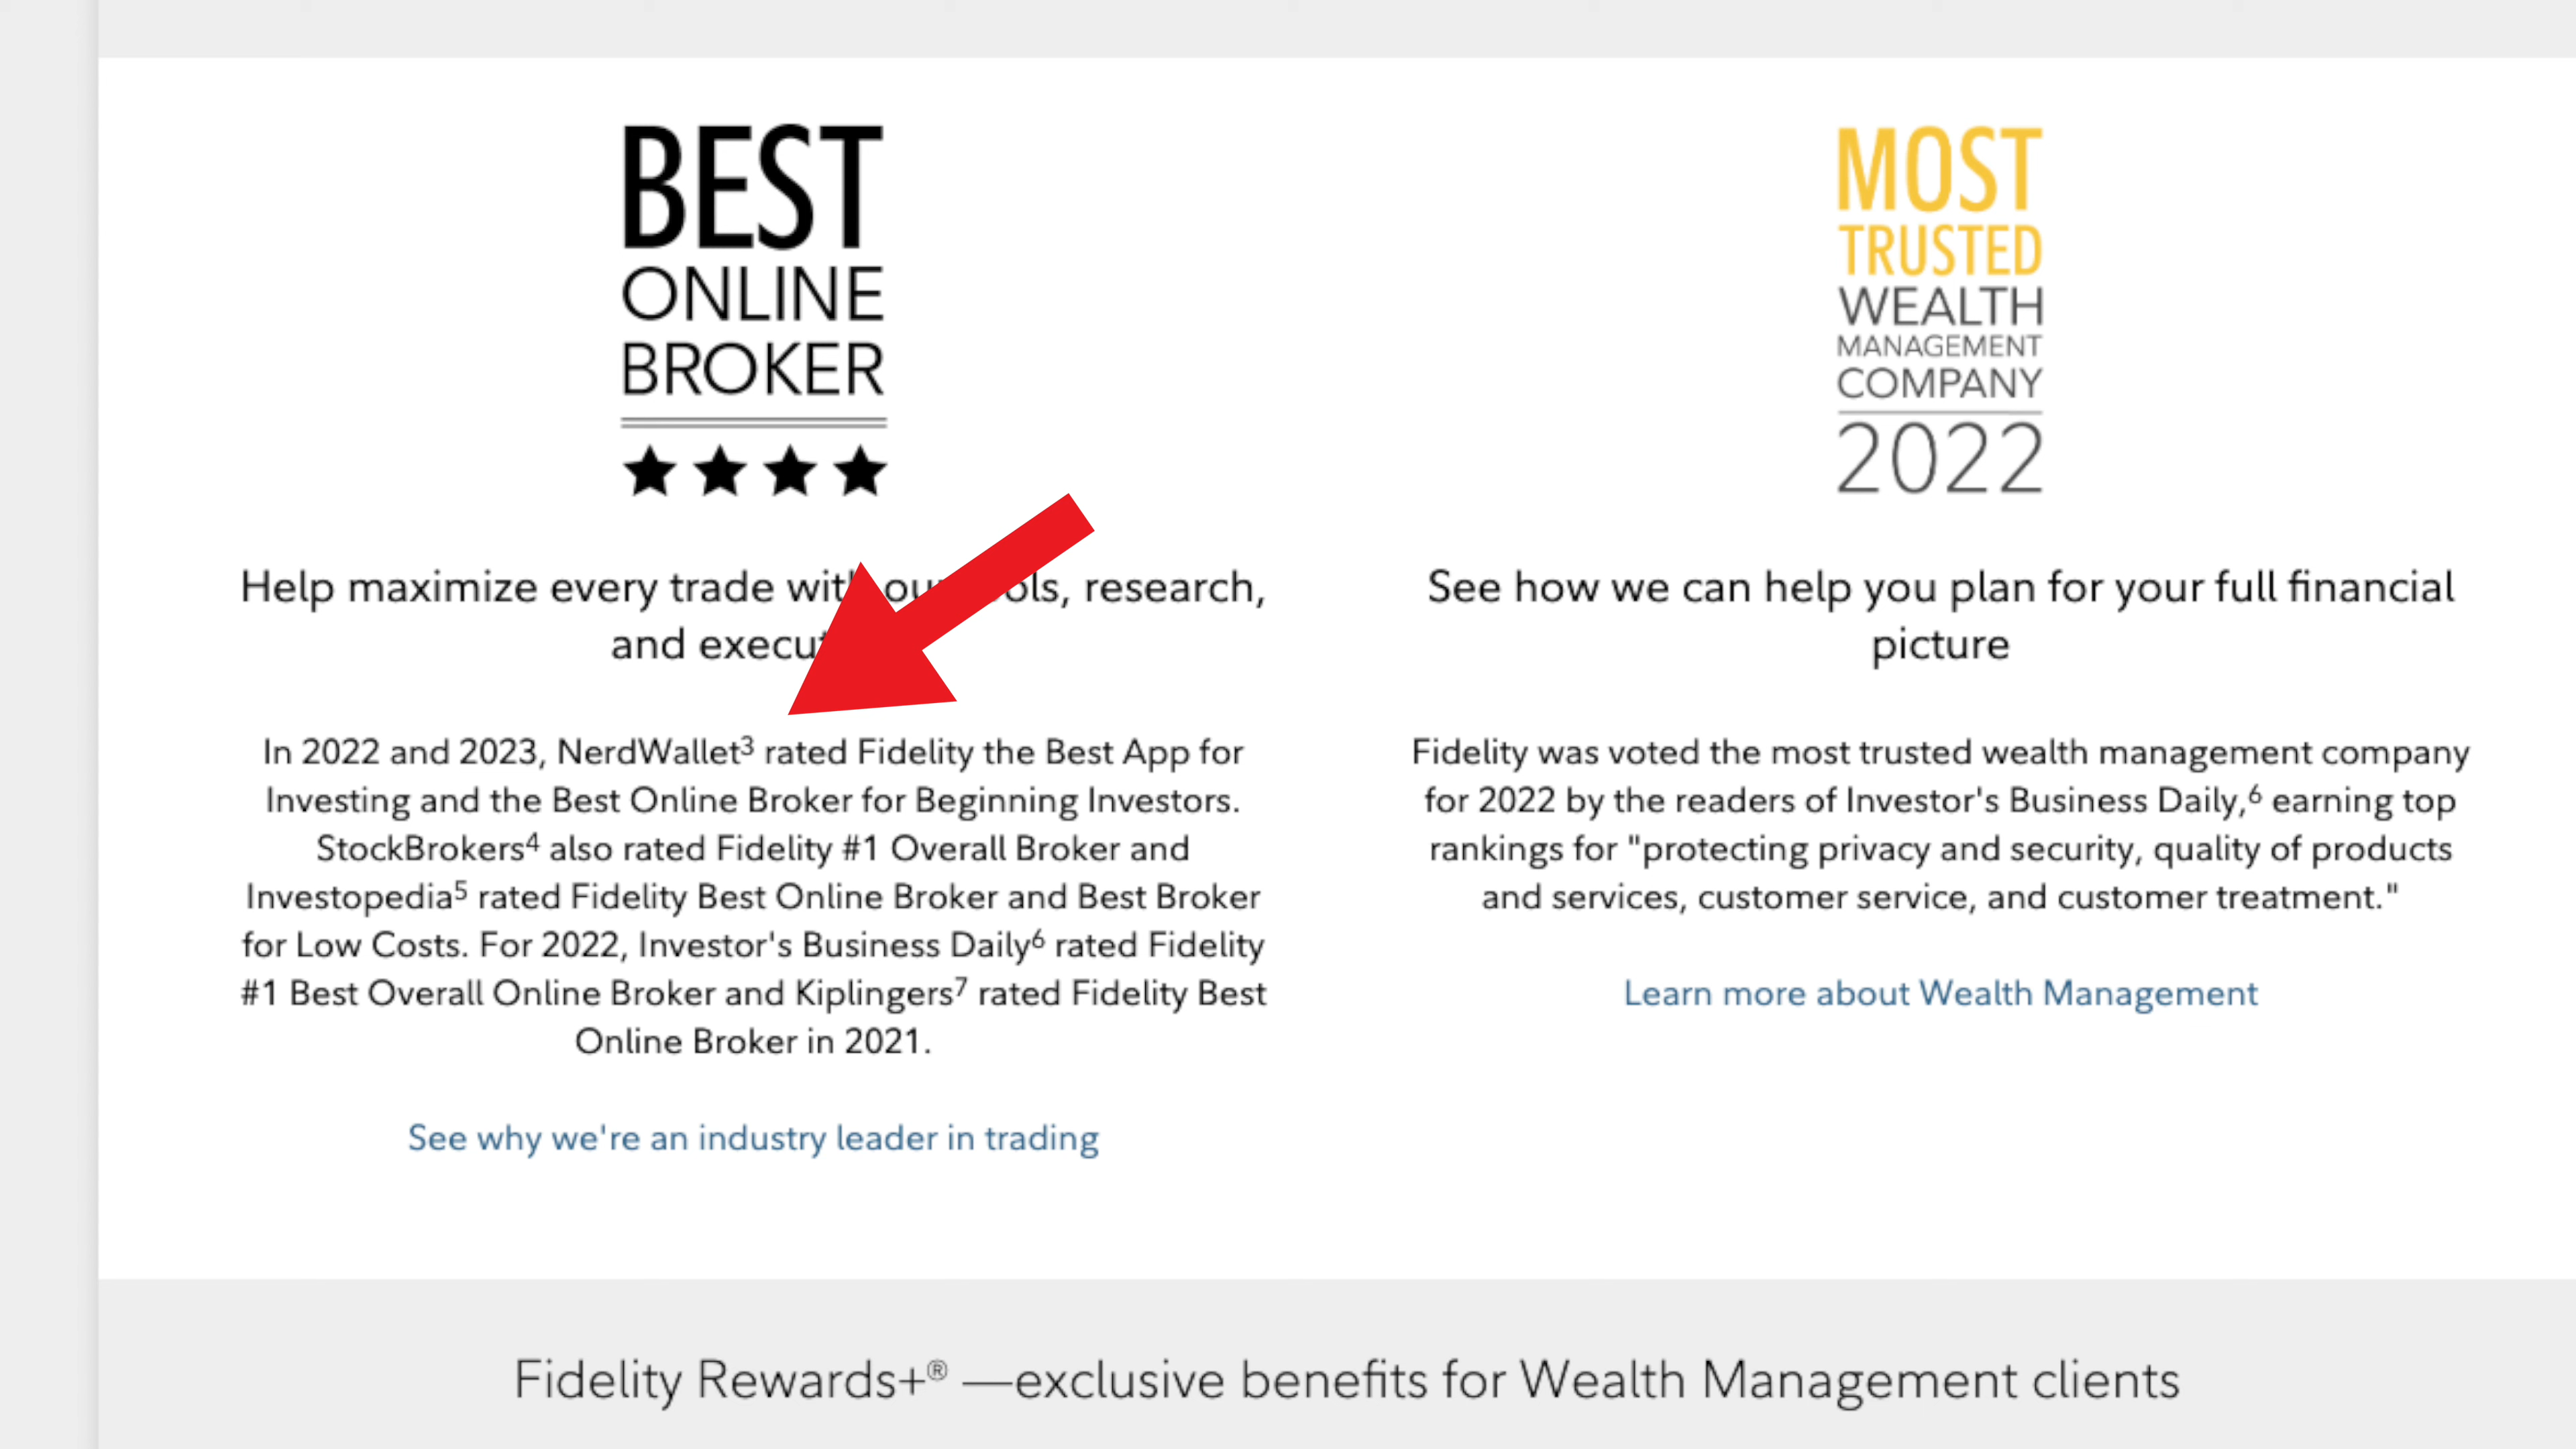 BEST
ONLINE
BROKER
Help maximize every trade with our tools, research,
and
In 2022 and 2023, NerdWallet³ rated Fidelity the Best App for
Investing and the Best Online Broker for Beginning Investors.
StockBrokers⁴ also rated Fidelity #1 Overall Broker and
Investopedia⁵ rated Fidelity Best Online Broker and Best Broker
for Low Costs. For 2022, Investor's Business Daily⁶ rated Fidelity
#1 Best Overall Online Broker and Kiplingers⁷ rated Fidelity Best
Online Broker in 2021.
See why we're an industry leader in trading
MOST
TRUSTED
WEALTH
MANAGEMENT
COMPANY
2022
See how we can help you plan for your full financial
picture
Fidelity was voted the most trusted wealth management company
for 2022 by the readers of Investor's Business Daily,⁶ earning top
rankings for "protecting privacy and security, quality of products
and services, customer service, and customer treatment."
Learn more about Wealth Management
Fidelity Rewards+® —exclusive benefits for Wealth Management clients